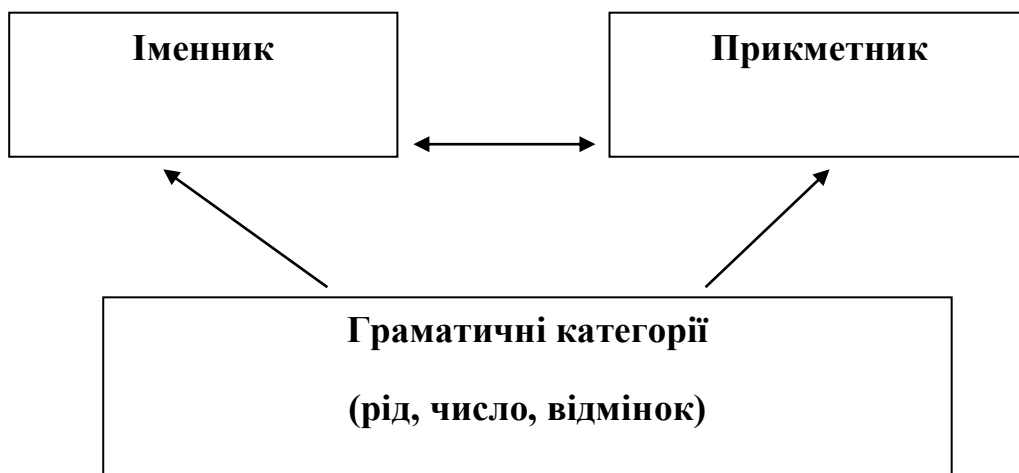 Іменник
Прикметник
Граматичні категорії
(рід, число, відмінок)